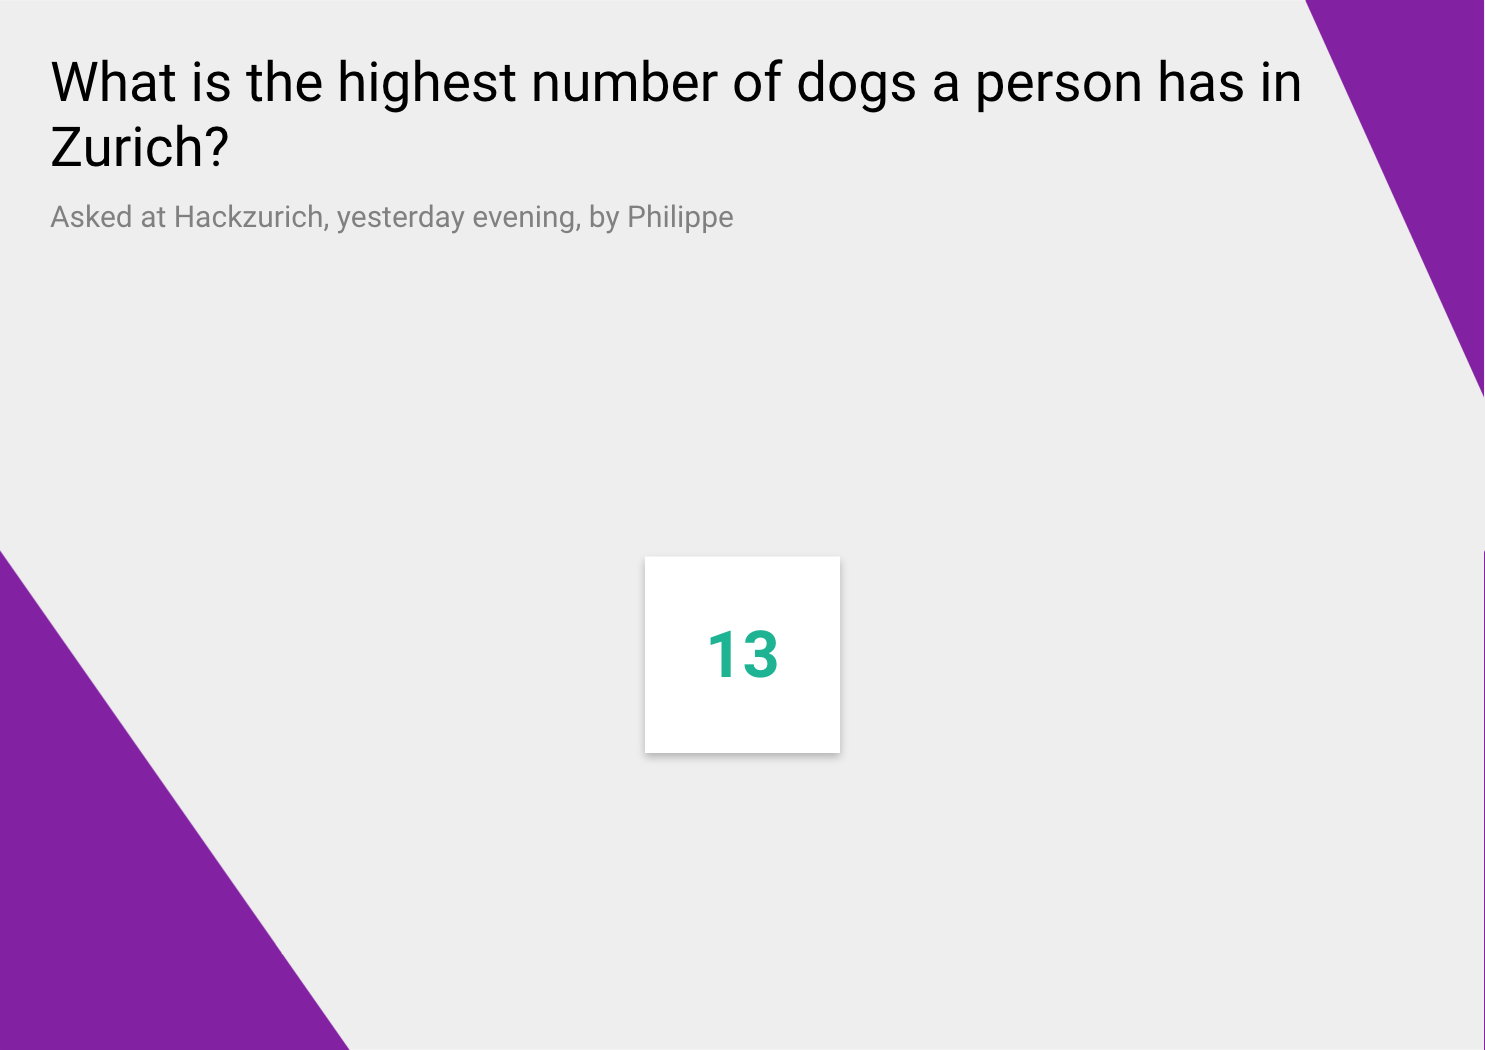 What is the highest number of dogs a person has in
Zurich?
Asked at Hackzurich, yesterday evening, by Philippe
13